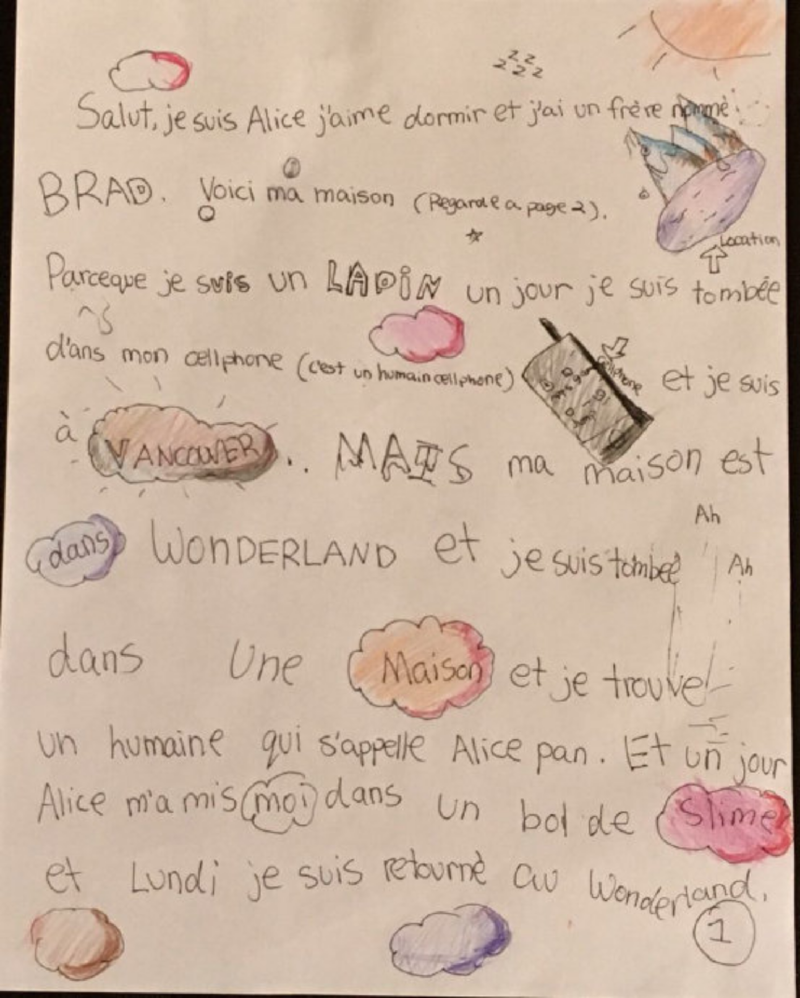 z z z z z z
Salut, je suis Alice j'aime dormir et j'ai un frère nommé
BRAD. Voici ma maison (Regarde a page 2).
Location
Parceque je suis un LAPIN un jour je suis tombée
d'ans mon cellphone (c'est un humain cellphone) cellphone et je suis
à VANCOUVER.. MAIS ma maison est
Ah
dans WONDERLAND et je suis tombeé
Ah
dans Une Maison et je trouve
un humaine qui s'appelle Alice pan. Et un jour
Alice m'a mis moi dans un bol de Slime
et Lundi je suis retourné au Wonderland.
1